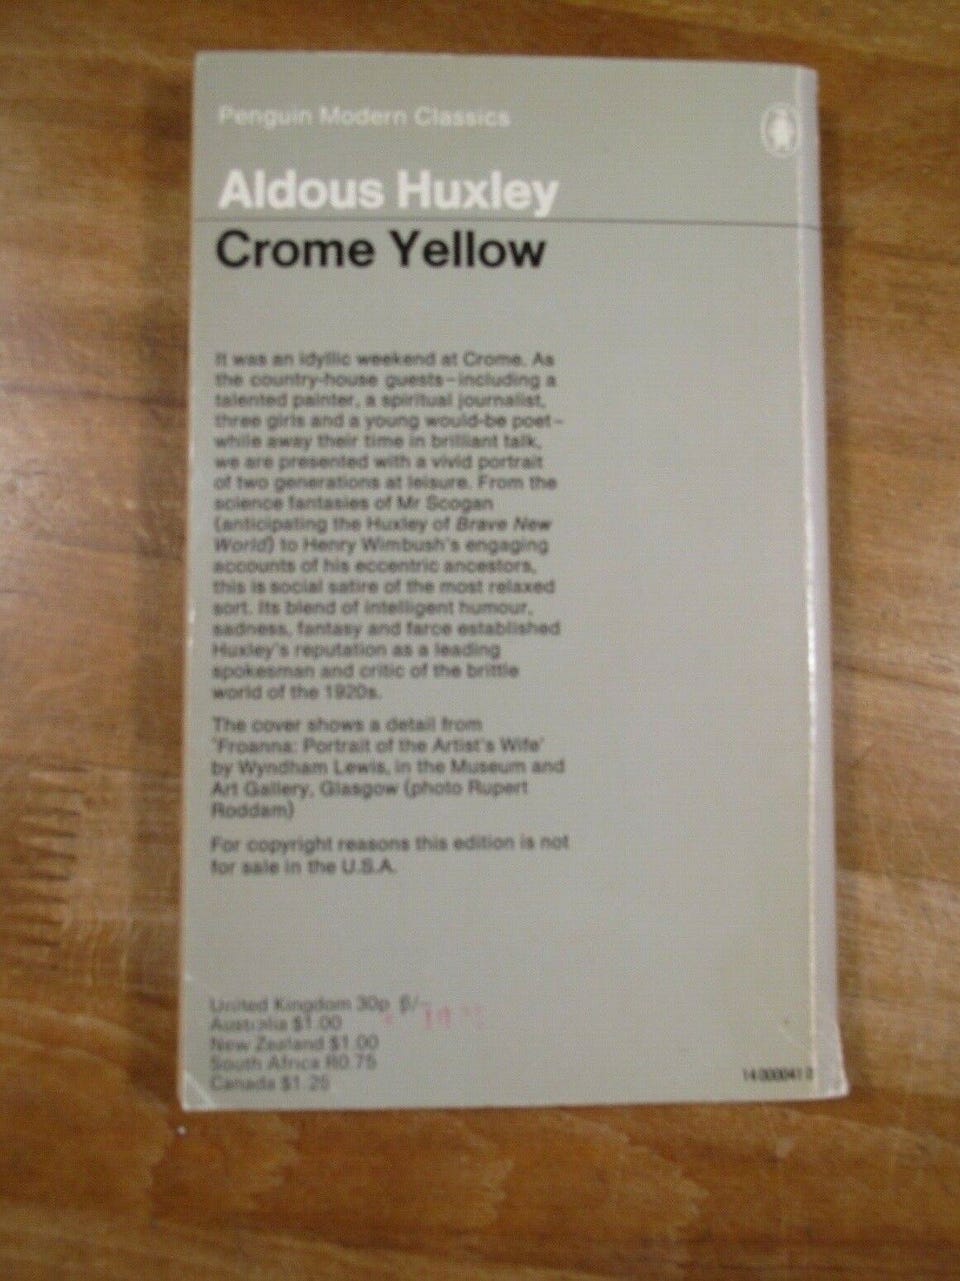 Penguin Modern Classics
Aldous Huxley
Crome Yellow
It was an idyllic weekend at Crome. As
the country-house guests–including a
talented painter, a spiritual journalist,
three girls and a young would-be poet–
while away their time in brilliant talk,
we are presented with a vivid portrait
of two generations at leisure. From the
science fantasies of Mr Scogan
(anticipating the Huxley of Brave New
World) to Henry Wimbush's engaging
accounts of his eccentric ancestors,
this is social satire of the most relaxed
sort. Its blend of intelligent humour,
sadness, fantasy and farce established
Huxley's reputation as a leading
spokesman and critic of the brittle
world of the 1920s.
The cover shows a detail from
'Froanna: Portrait of the Artist's Wife'
by Wyndham Lewis, in the Museum and
Art Gallery, Glasgow (photo Rupert
Roddam)
For copyright reasons this edition is not
for sale in the U.S.A.
United Kingdom 30p 6/-
Australia $1.00
New Zealand $1.00
South Africa R0.75
Canada $1.25